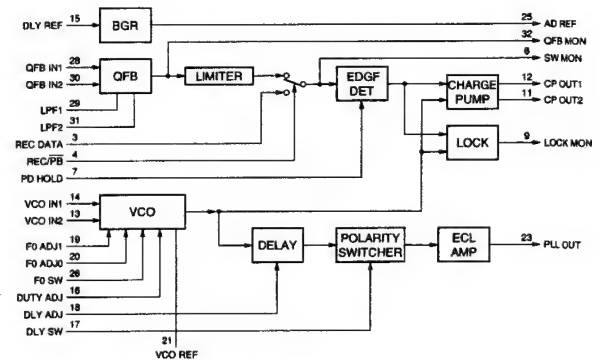 DLY REF 15 BGR 25 AD REF
32 QFB MON
6 SW MON
QFB IN1 28
QFB IN2 30
QFB LIMITER EDGF DET CHARGE PUMP
12 CP OUT1
11 CP OUT2
LPF1 29
LPF2 31
REC DATA 3
REC/PB 4
PD HOLD 7
LOCK 9 LOCK MON
VCO IN1 14
VCO IN2 13
VCO
F0 ADJ1 19
F0 ADJ0 20
F0 SW 26
DUTY ADJ 16
DLY ADJ 18
DLY SW 17
DELAY POLARITY SWITCHER ECL AMP 23 PLL OUT
21
VCO REF